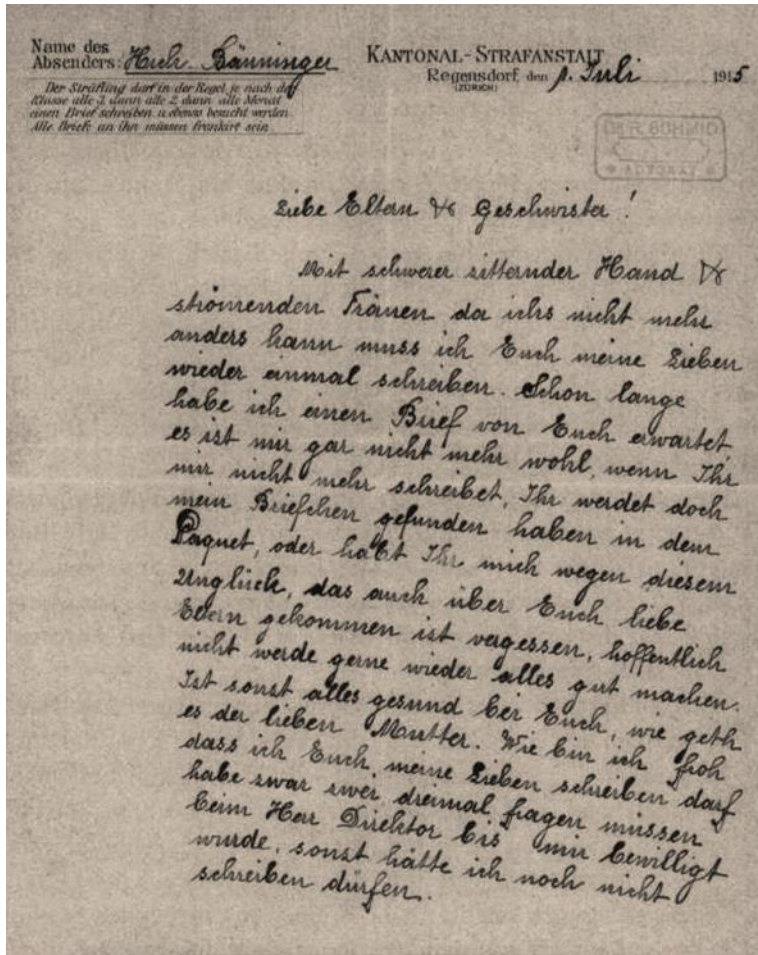 Name des
Absenders: Hch. Bänninger
KANTONAL-STRAFANSTALT
Regensdorf, den 1. Juli 1915
(ZÜRICH)
Der Sträfling darf in der Regel je nach der
Klasse alle 3, dann alle 2, dann alle Monat
einen Brief schreiben u. ebenso besucht werden.
Alle Briefe an ihn müssen frankirt sein.
Liebe Eltern & Geschwister!
Mit schwerer zitternder Hand &
strömenden Tränen da ichs nicht mehr
anders kann muss ich Euch meine Lieben
wieder einmal schreiben. Schon lange
habe ich einen Brief von Euch erwartet,
es ist mir gar nicht mehr wohl, wenn Ihr
mir nicht mehr schreibet, Ihr werdet doch
mein Briefchen gefunden haben in dem
Paquet, oder habt Ihr mich wegen diesem
Unglück, das auch über Euch liebe
Eltern gekommen ist vergessen, hoffentlich
nicht werde gerne wieder alles gut machen.
Ist sonst alles gesund bei Euch, wie geth
es der lieben Mutter. Wie bin ich froh
dass ich Euch, meine Lieben schreiben darf
habe zwar zwei, dreimal fragen müssen
beim Herr Direktor bis mir bewilligt
wurde, sonst hätte ich noch nicht
schreiben dürfen.